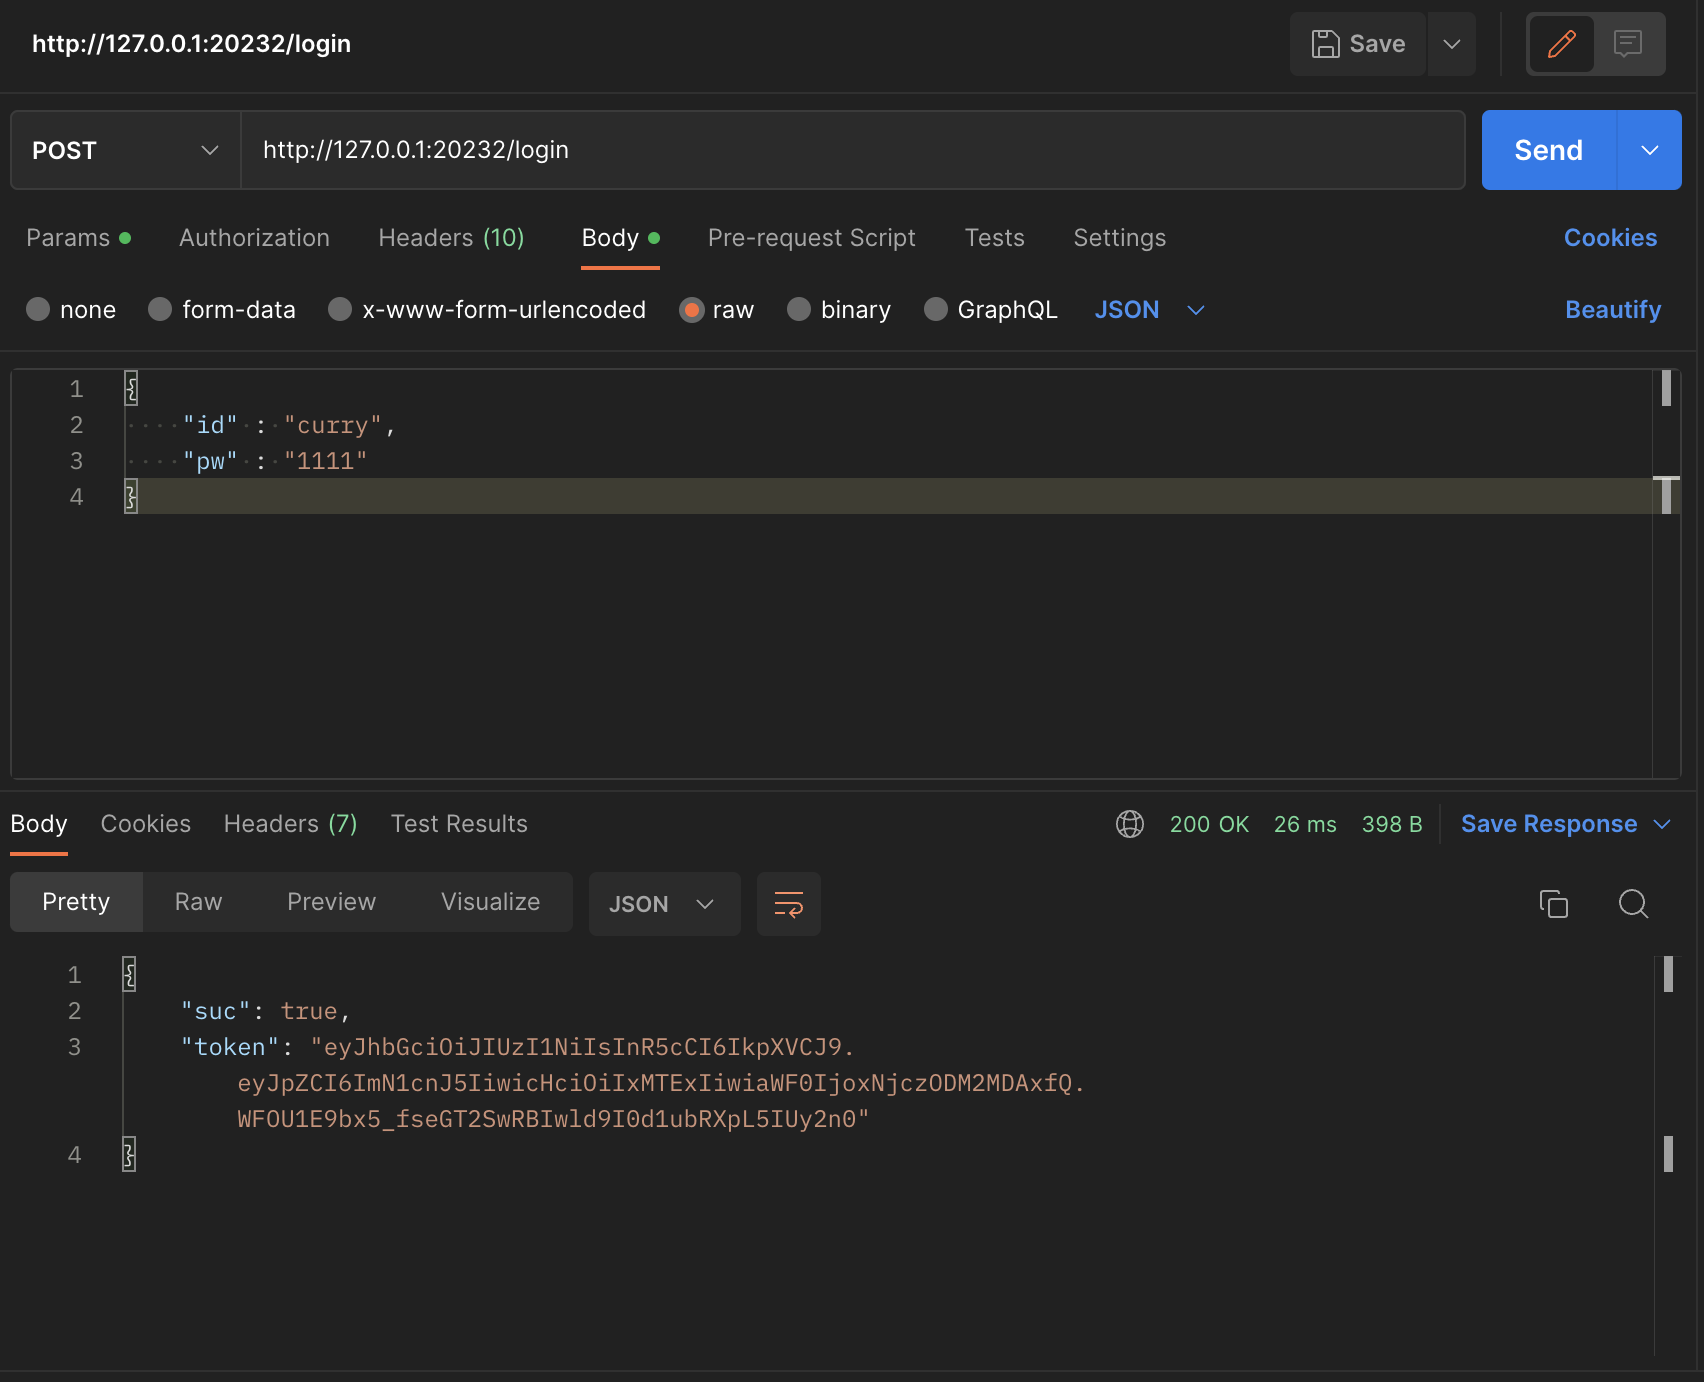 http://127.0.0.1:20232/login
Save
POST
http://127.0.0.1:20232/login
Send
Params
Authorization
Headers (10)
Body
Pre-request Script
Tests
Settings
Cookies
none
form-data
x-www-form-urlencoded
raw
binary
GraphQL
JSON
Beautify
1 {
2 "id" : "curry",
3 "pw" : "1111"
4 }
Body
Cookies
Headers (7)
Test Results
200 OK
26 ms
398 B
Save Response
Pretty
Raw
Preview
Visualize
JSON
1 {
2 "suc": true,
3 "token": "eyJhbGciOiJIUzI1NiIsInR5cCI6IkpXVCJ9.
eyJpZCI6ImN1cnJ5IiwicHciOiIxMTExIiwiaWF0IjoxNjczODM2MDAxfQ.
WFOU1E9bx5_fseGT2SwRBIwld9I0d1ubRXpL5IUy2n0"
4 }